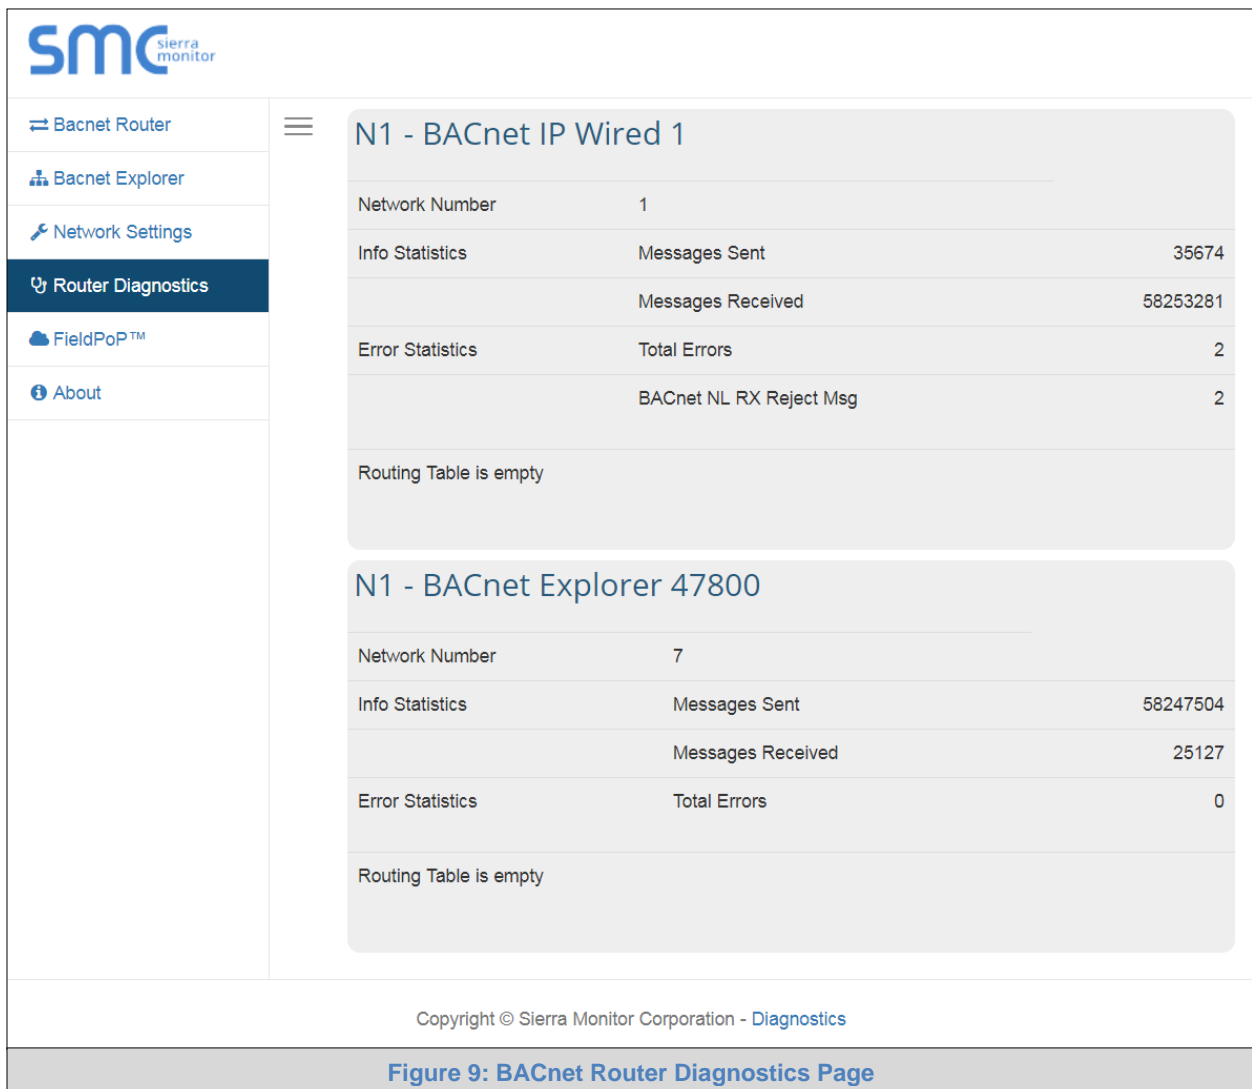 SMC sierra monitor
Bacnet Router
Bacnet Explorer
Network Settings
Router Diagnostics
FieldPoP™
About
N1 - BACnet IP Wired 1
Network Number 1
Info Statistics Messages Sent 35674
Messages Received 58253281
Error Statistics Total Errors 2
BACnet NL RX Reject Msg 2
Routing Table is empty
N1 - BACnet Explorer 47800
Network Number 7
Info Statistics Messages Sent 58247504
Messages Received 25127
Error Statistics Total Errors 0
Routing Table is empty
Copyright © Sierra Monitor Corporation - Diagnostics
Figure 9: BACnet Router Diagnostics Page